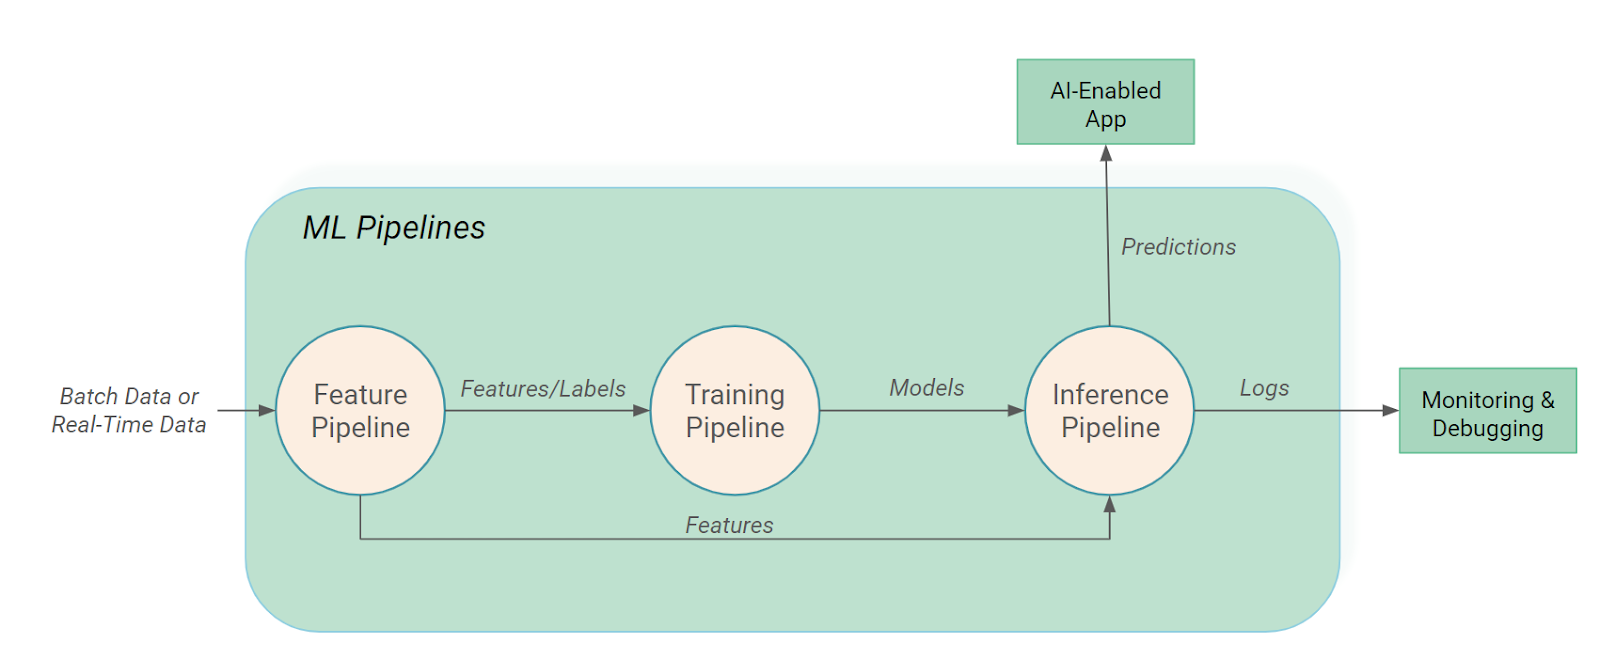 AI-Enabled
App
ML Pipelines
Predictions
Batch Data or
Real-Time Data
Feature
Pipeline
Features/Labels
Training
Pipeline
Models
Inference
Pipeline
Logs
Monitoring &
Debugging
Features